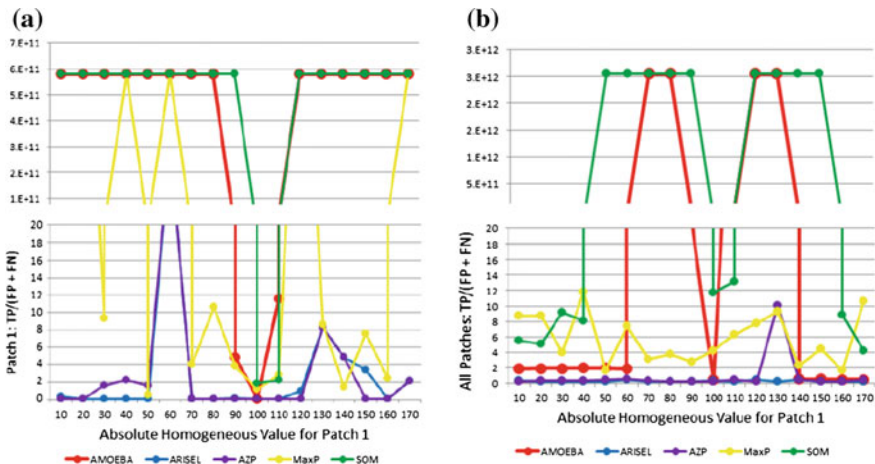 (a)
7.E+11
6.E+11
5.E+11
4.E+11
3.E+11
2.E+11
1.E+11
20
18
16
14
12
10
8
6
4
2
0
Patch 1: TP/(FP + FN)
10 20 30 40 50 60 70 80 90 100 110 120 130 140 150 160 170
Absolute Homogeneous Value for Patch 1
AMOEBA ARISEL AZP MaxP SOM
(b)
3.E+12
3.E+12
2.E+12
2.E+12
1.E+12
5.E+11
20
18
16
14
12
10
8
6
4
2
0
All Patches: TP/(FP + FN)
10 20 30 40 50 60 70 80 90 100 110 120 130 140 150 160 170
Absolute Homogeneous Value for Patch 1
AMOEBA ARISEL AZP MaxP SOM